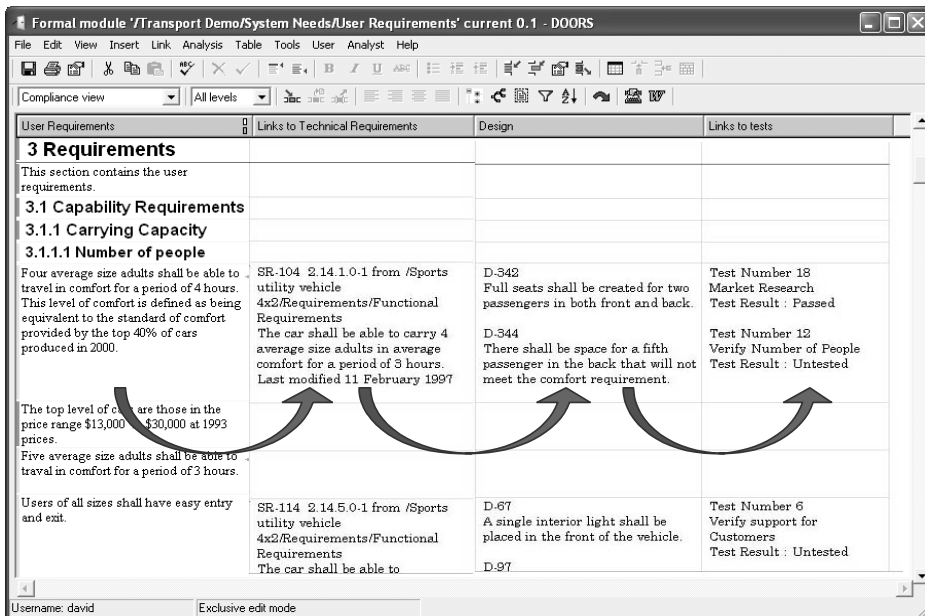 Formal module '/Transport Demo/System Needs/User Requirements' current 0.1 - DOORS
File Edit View Insert Link Analysis Table Tools User Analyst Help
B I U ABC
Compliance view All levels
User Requirements Links to Technical Requirements Design Links to tests
3 Requirements
This section contains the user
requirements.
3.1 Capability Requirements
3.1.1 Carrying Capacity
3.1.1.1 Number of people
Four average size adults shall be able to
travel in comfort for a period of 4 hours.
This level of comfort is defined as being
equivalent to the standard of comfort
provided by the top 40% of cars
produced in 2000.
SR-104 2.14.1.0-1 from /Sports
utility vehicle
4x2/Requirements/Functional
Requirements
The car shall be able to carry 4
average size adults in average
comfort for a period of 3 hours.
Last modified 11 February 1997
D-342
Full seats shall be created for two
passengers in both front and back.
D-344
There shall be space for a fifth
passenger in the back that will not
meet the comfort requirement.
Test Number 18
Market Research
Test Result : Passed
Test Number 12
Verify Number of People
Test Result : Untested
The top level of are those in the
price range $13,000 $30,000 at 1993
prices.
Five average size adults shall be able to
traval in comfort for a period of 3 hours.
Users of all sizes shall have easy entry
and exit.
SR-114 2.14.5.0-1 from /Sports
utility vehicle
4x2/Requirements/Functional
Requirements
The car shall be able to
D-67
A single interior light shall be
placed in the front of the vehicle.
D-97
Test Number 6
Verify support for
Customers
Test Result : Untested
Username: david Exclusive edit mode